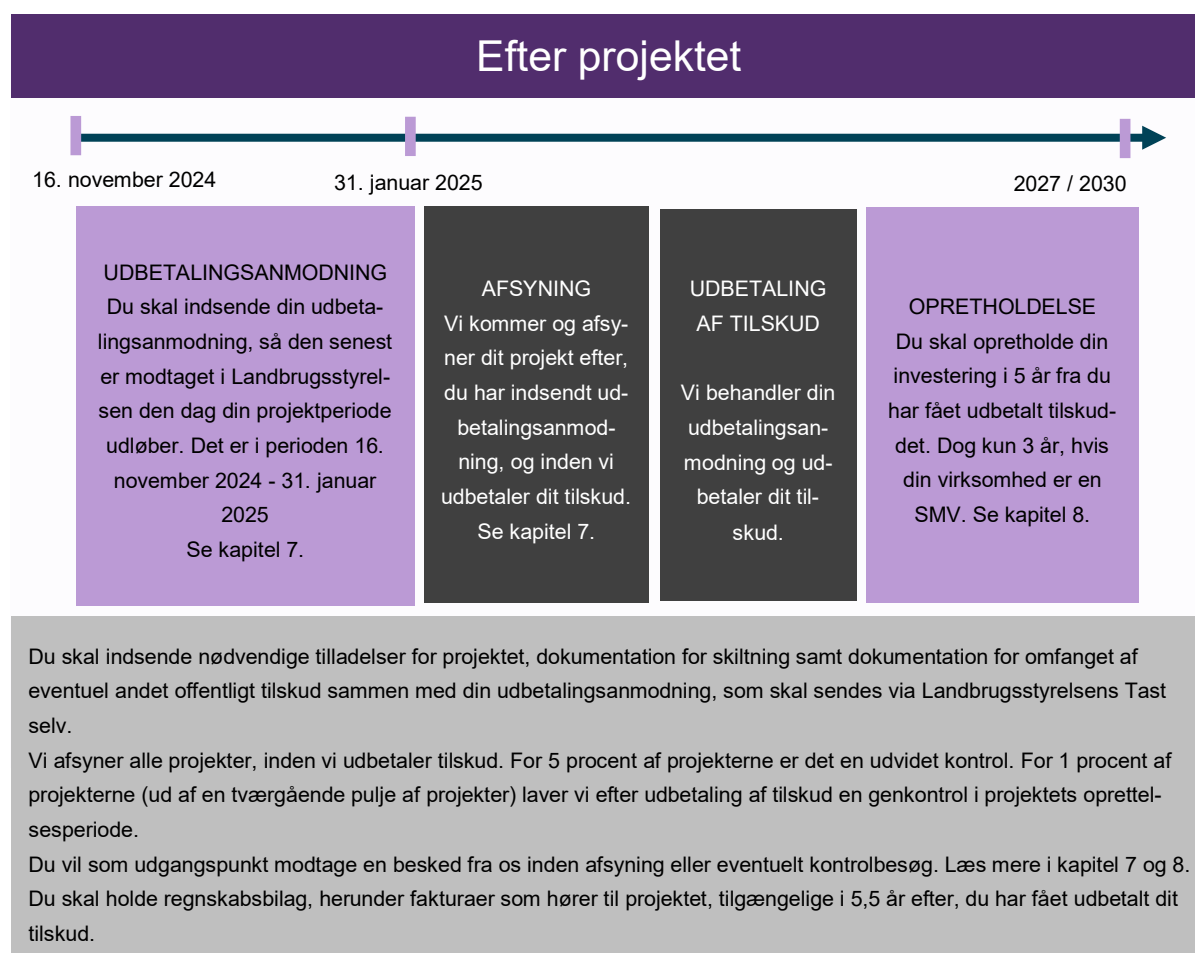 Efter projektet
16. november 2024
31. januar 2025
2027 / 2030
UDBETALINGSANMODNING
Du skal indsende din udbeta-
lingsanmodning, så den senest
er modtaget i Landbrugsstyrel-
sen den dag din projektperiode
udløber. Det er i perioden 16.
november 2024 - 31. januar
2025
Se kapitel 7.
AFSYNING
Vi kommer og afsy-
ner dit projekt efter,
du har indsendt ud-
betalingsanmod-
ning, og inden vi
udbetaler dit tilskud.
Se kapitel 7.
UDBETALING
AF TILSKUD
Vi behandler din
udbetalingsan-
modning og ud-
betaler dit til-
skud.
OPRETHOLDELSE
Du skal opretholde din
investering i 5 år fra du
har fået udbetalt tilskud-
det. Dog kun 3 år, hvis
din virksomhed er en
SMV. Se kapitel 8.
Du skal indsende nødvendige tilladelser for projektet, dokumentation for skiltning samt dokumentation for omfanget af
eventuel andet offentligt tilskud sammen med din udbetalingsanmodning, som skal sendes via Landbrugsstyrelsens Tast
selv.
Vi afsyner alle projekter, inden vi udbetaler tilskud. For 5 procent af projekterne er det en udvidet kontrol. For 1 procent af
projekterne (ud af en tværgående pulje af projekter) laver vi efter udbetaling af tilskud en genkontrol i projektets oprettel-
sesperiode.
Du vil som udgangspunkt modtage en besked fra os inden afsyning eller eventuelt kontrolbesøg. Læs mere i kapitel 7 og 8.
Du skal holde regnskabsbilag, herunder fakturaer som hører til projektet, tilgængelige i 5,5 år efter, du har fået udbetalt dit
tilskud.